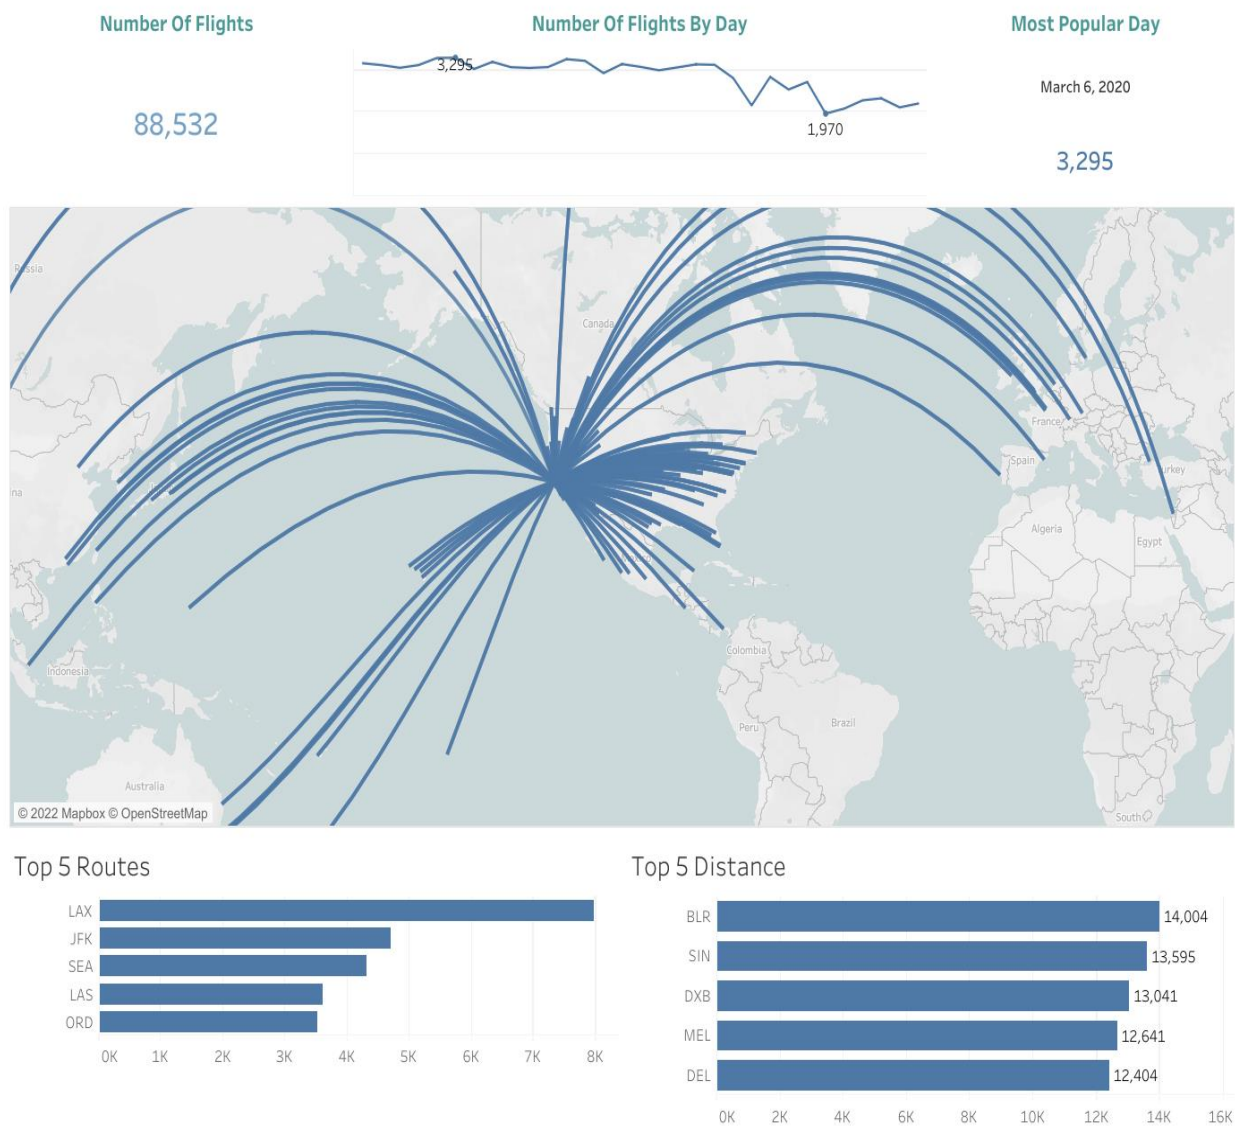 Number Of Flights
Number Of Flights By Day
Most Popular Day
3,295
March 6, 2020
88,532
1,970
3,295
Russia
Canada
France
Spain
Algeria
Egypt
Colombia
Indonesia
Peru
Brazil
Australia
South
© 2022 Mapbox © OpenStreetMap
Top 5 Routes
LAX
JFK
SEA
LAS
ORD
0K 1K 2K 3K 4K 5K 6K 7K 8K
Top 5 Distance
BLR 14,004
SIN 13,595
DXB 13,041
MEL 12,641
DEL 12,404
0K 2K 4K 6K 8K 10K 12K 14K 16K